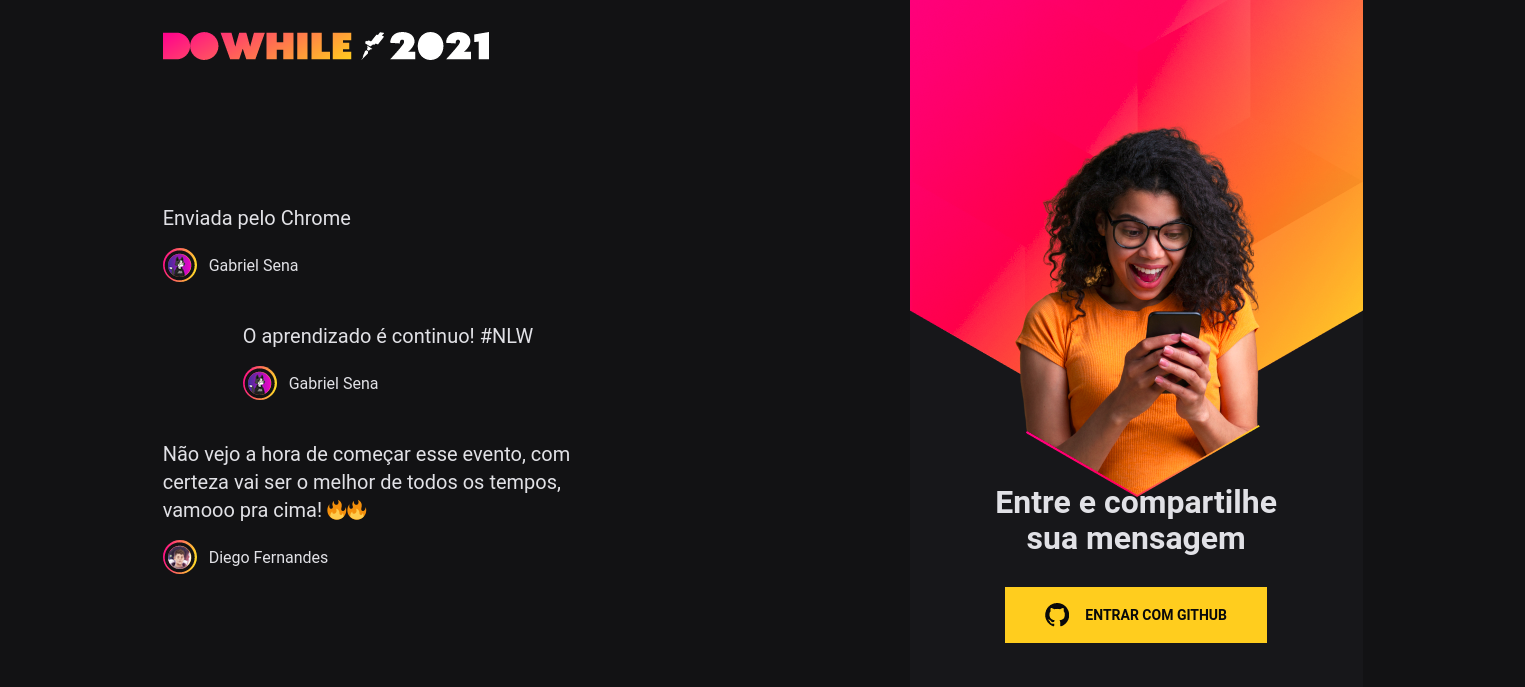 DOWHILE 2021
Enviada pelo Chrome
Gabriel Sena
O aprendizado é continuo! #NLW
Gabriel Sena
Não vejo a hora de começar esse evento, com
certeza vai ser o melhor de todos os tempos,
vamooo pra cima! 🔥🔥
Diego Fernandes
Entre e compartilhe
sua mensagem
ENTRAR COM GITHUB